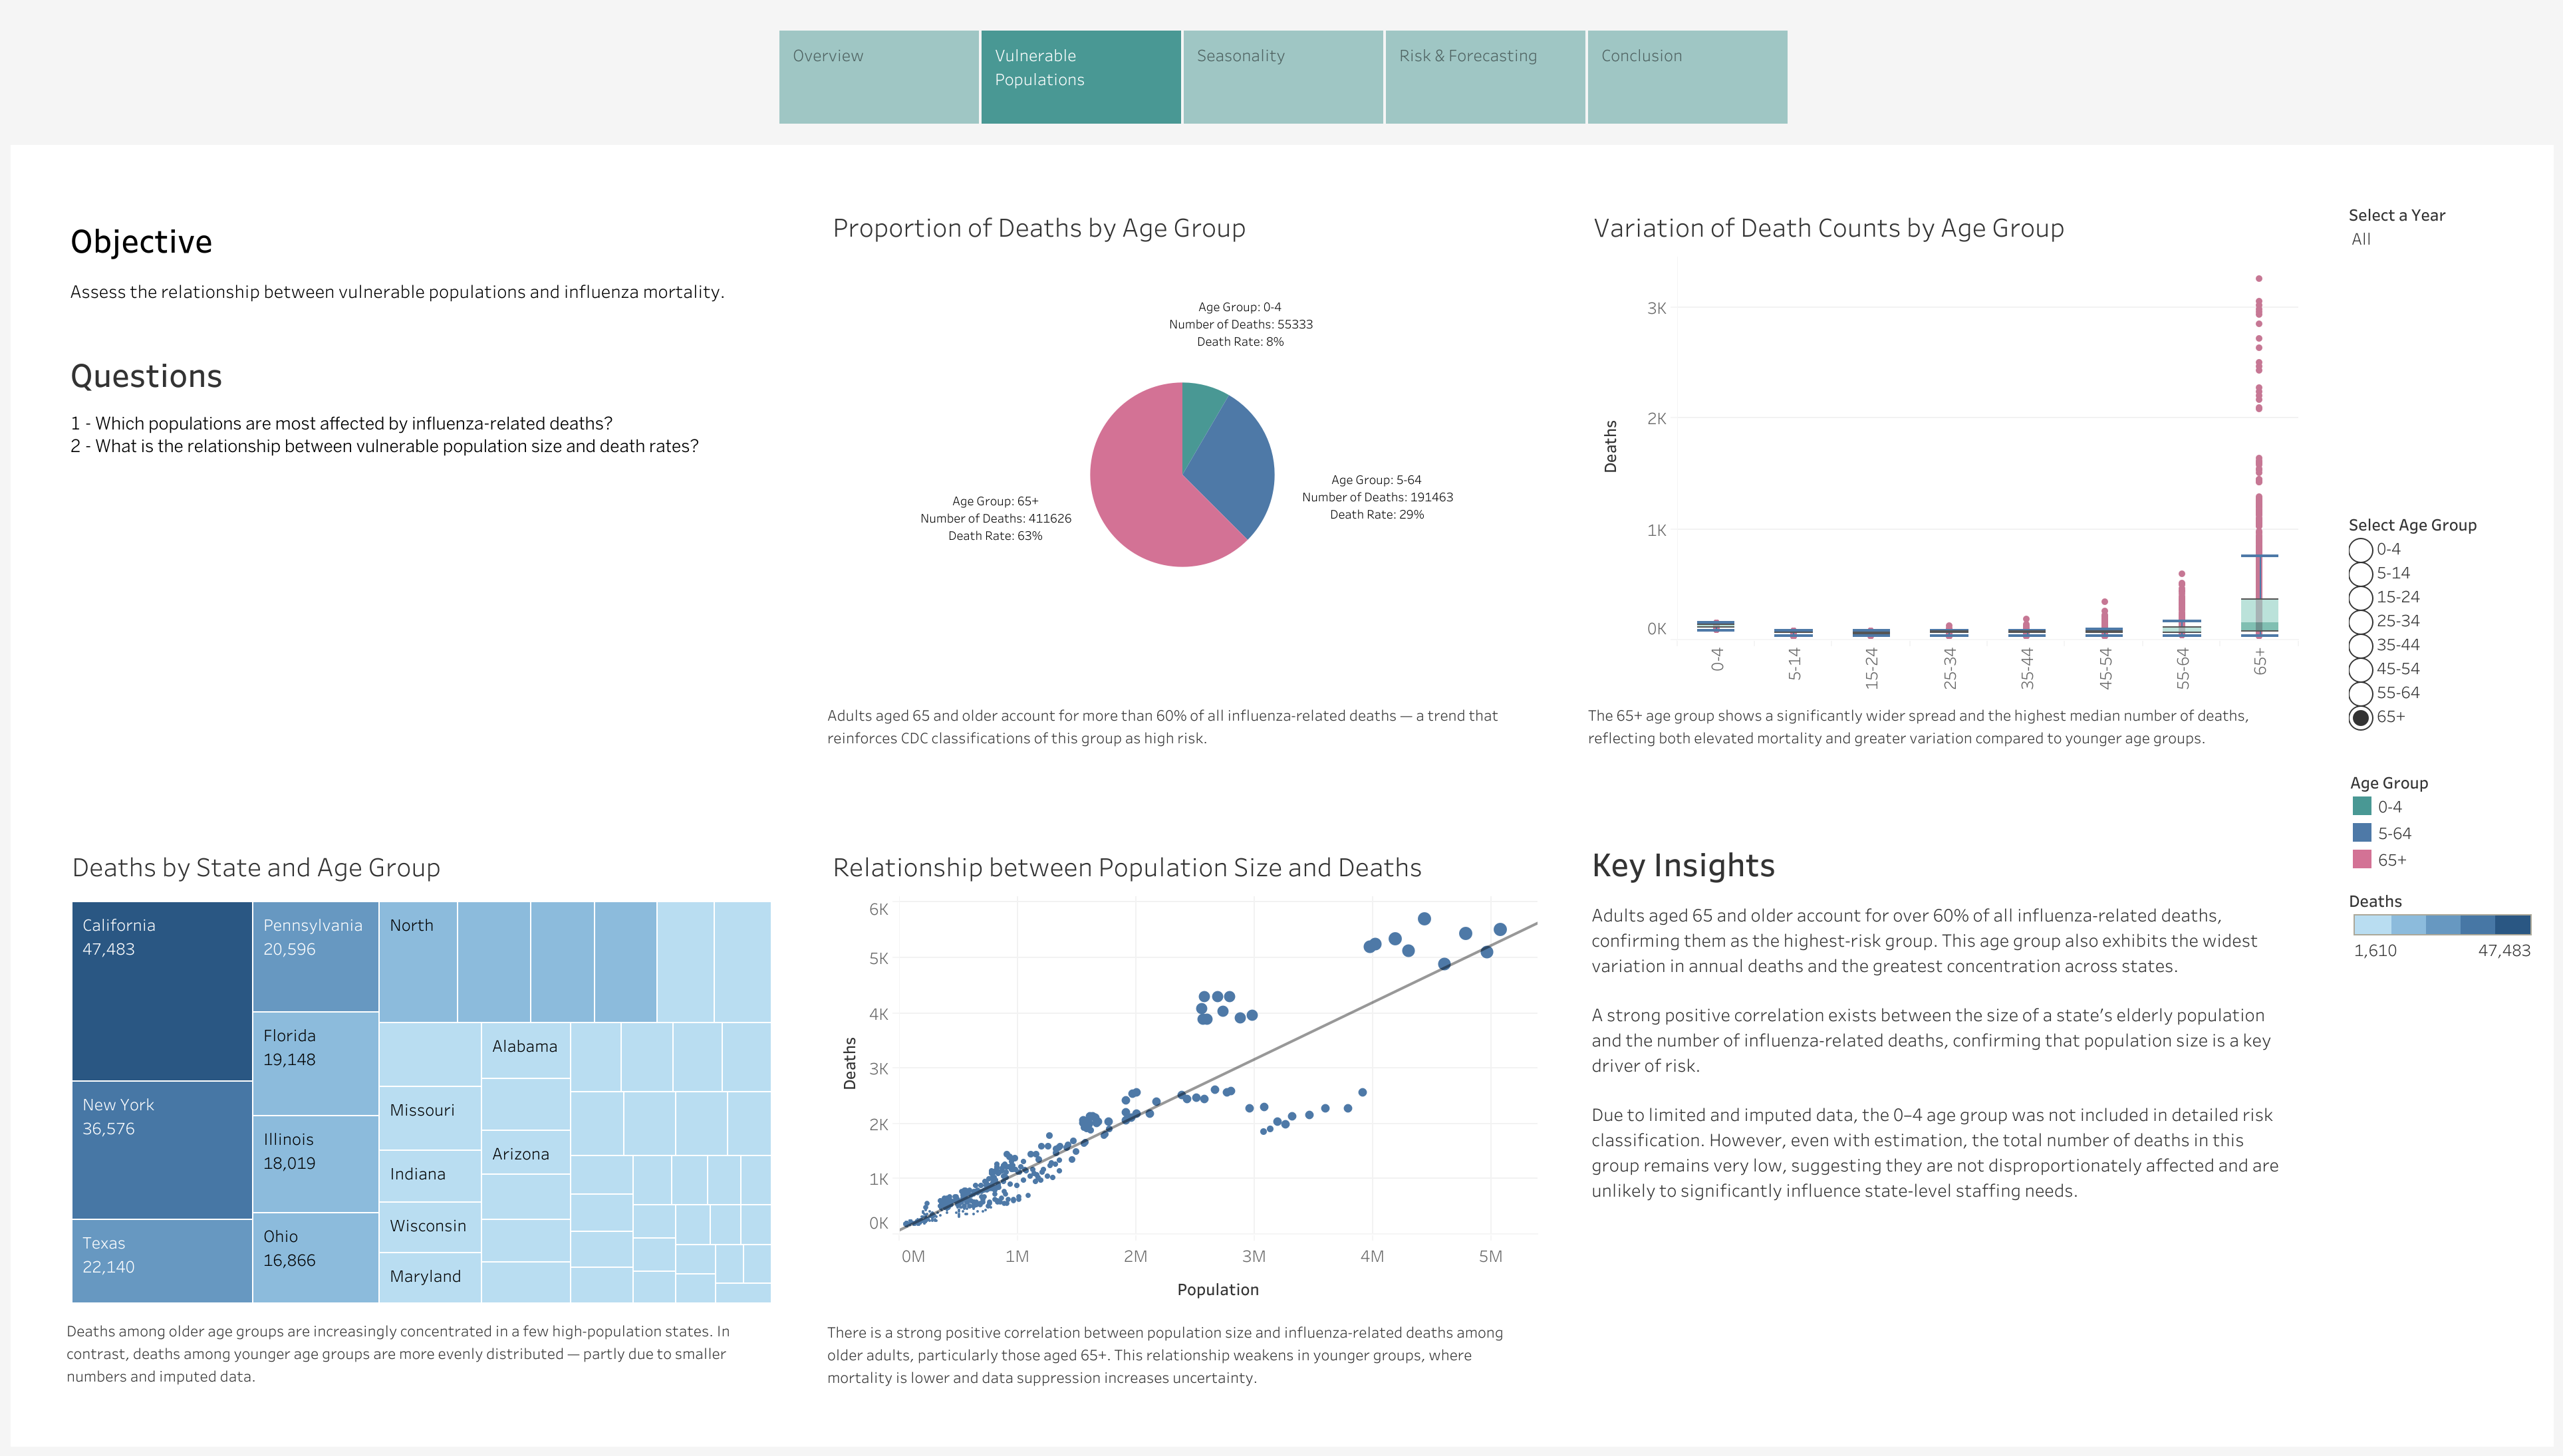 Overview
Vulnerable
Populations
Seasonality
Risk & Forecasting
Conclusion
Objective
Assess the relationship between vulnerable populations and influenza mortality.
Questions
1 - Which populations are most affected by influenza-related deaths?
2 - What is the relationship between vulnerable population size and death rates?
Proportion of Deaths by Age Group
Age Group: 0-4
Number of Deaths: 55333
Death Rate: 8%
Age Group: 5-64
Number of Deaths: 191463
Death Rate: 29%
Age Group: 65+
Number of Deaths: 411626
Death Rate: 63%
Adults aged 65 and older account for more than 60% of all influenza-related deaths — a trend that
reinforces CDC classifications of this group as high risk.
Variation of Death Counts by Age Group
Deaths
3K
2K
1K
0K
0-4
5-14
15-24
25-34
35-44
45-54
55-64
65+
The 65+ age group shows a significantly wider spread and the highest median number of deaths,
reflecting both elevated mortality and greater variation compared to younger age groups.
Select a Year
All
Select Age Group
0-4
5-14
15-24
25-34
35-44
45-54
55-64
65+
Age Group
0-4
5-64
65+
Deaths
1,610
47,483
Deaths by State and Age Group
California
47,483
New York
36,576
Texas
22,140
Pennsylvania
20,596
Florida
19,148
Illinois
18,019
Ohio
16,866
North
Missouri
Indiana
Wisconsin
Maryland
Alabama
Arizona
Deaths among older age groups are increasingly concentrated in a few high-population states. In
contrast, deaths among younger age groups are more evenly distributed — partly due to smaller
numbers and imputed data.
Relationship between Population Size and Deaths
Deaths
6K
5K
4K
3K
2K
1K
0K
0M
1M
2M
3M
4M
5M
Population
There is a strong positive correlation between population size and influenza-related deaths among
older adults, particularly those aged 65+. This relationship weakens in younger groups, where
mortality is lower and data suppression increases uncertainty.
Key Insights
Adults aged 65 and older account for over 60% of all influenza-related deaths,
confirming them as the highest-risk group. This age group also exhibits the widest
variation in annual deaths and the greatest concentration across states.
A strong positive correlation exists between the size of a state's elderly population
and the number of influenza-related deaths, confirming that population size is a key
driver of risk.
Due to limited and imputed data, the 0–4 age group was not included in detailed risk
classification. However, even with estimation, the total number of deaths in this
group remains very low, suggesting they are not disproportionately affected and are
unlikely to significantly influence state-level staffing needs.